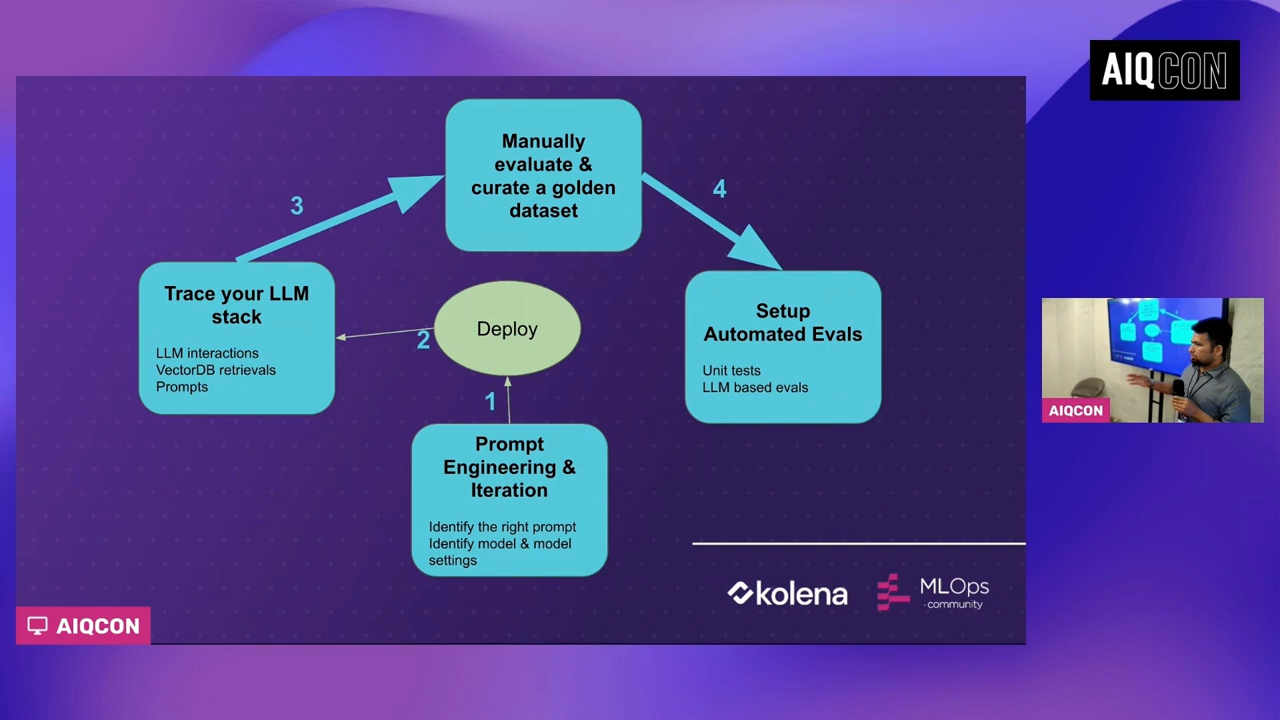 AIQCON
Manually
evaluate &
curate a golden
dataset
3
4
Trace your LLM
stack
LLM interactions
VectorDB retrievals
Prompts
Deploy
2
Setup
Automated Evals
Unit tests
LLM based evals
1
Prompt
Engineering &
Iteration
Identify the right prompt
Identify model & model
settings
kolena
MLOps
community
AIQCON
AIQCON